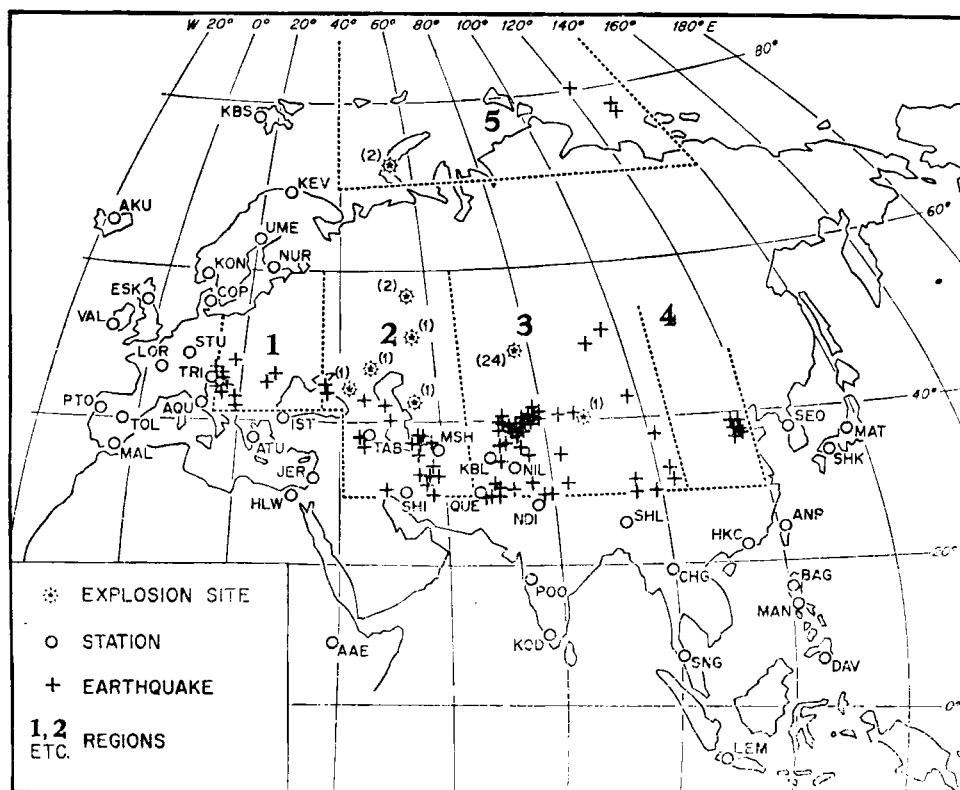 W 20° 0° 20° 40° 60° 80° 100° 120° 140° 160° 180° E
80°
5
KBS
(2)
KEV
AKU
60°
UME
KON
NUR
ESK
COP
(2)
VAL
2
3
4
(1)
STU
1
LOR
(24)
TRI
(1)
(1)
(1)
(1)
40°
PTO
AQU
SEO
TOL
IST
MAT
MAL
ATU
TAB
MSH
SHK
KBL
NIL
JER
HLW
SHI
QUE
NDI
SHL
ANP
HKC
20°
CHG
BAG
POO
MAN
KOD
AAE
SNG
DAV
0°
LEM
EXPLOSION SITE
STATION
EARTHQUAKE
1, 2
ETC. REGIONS